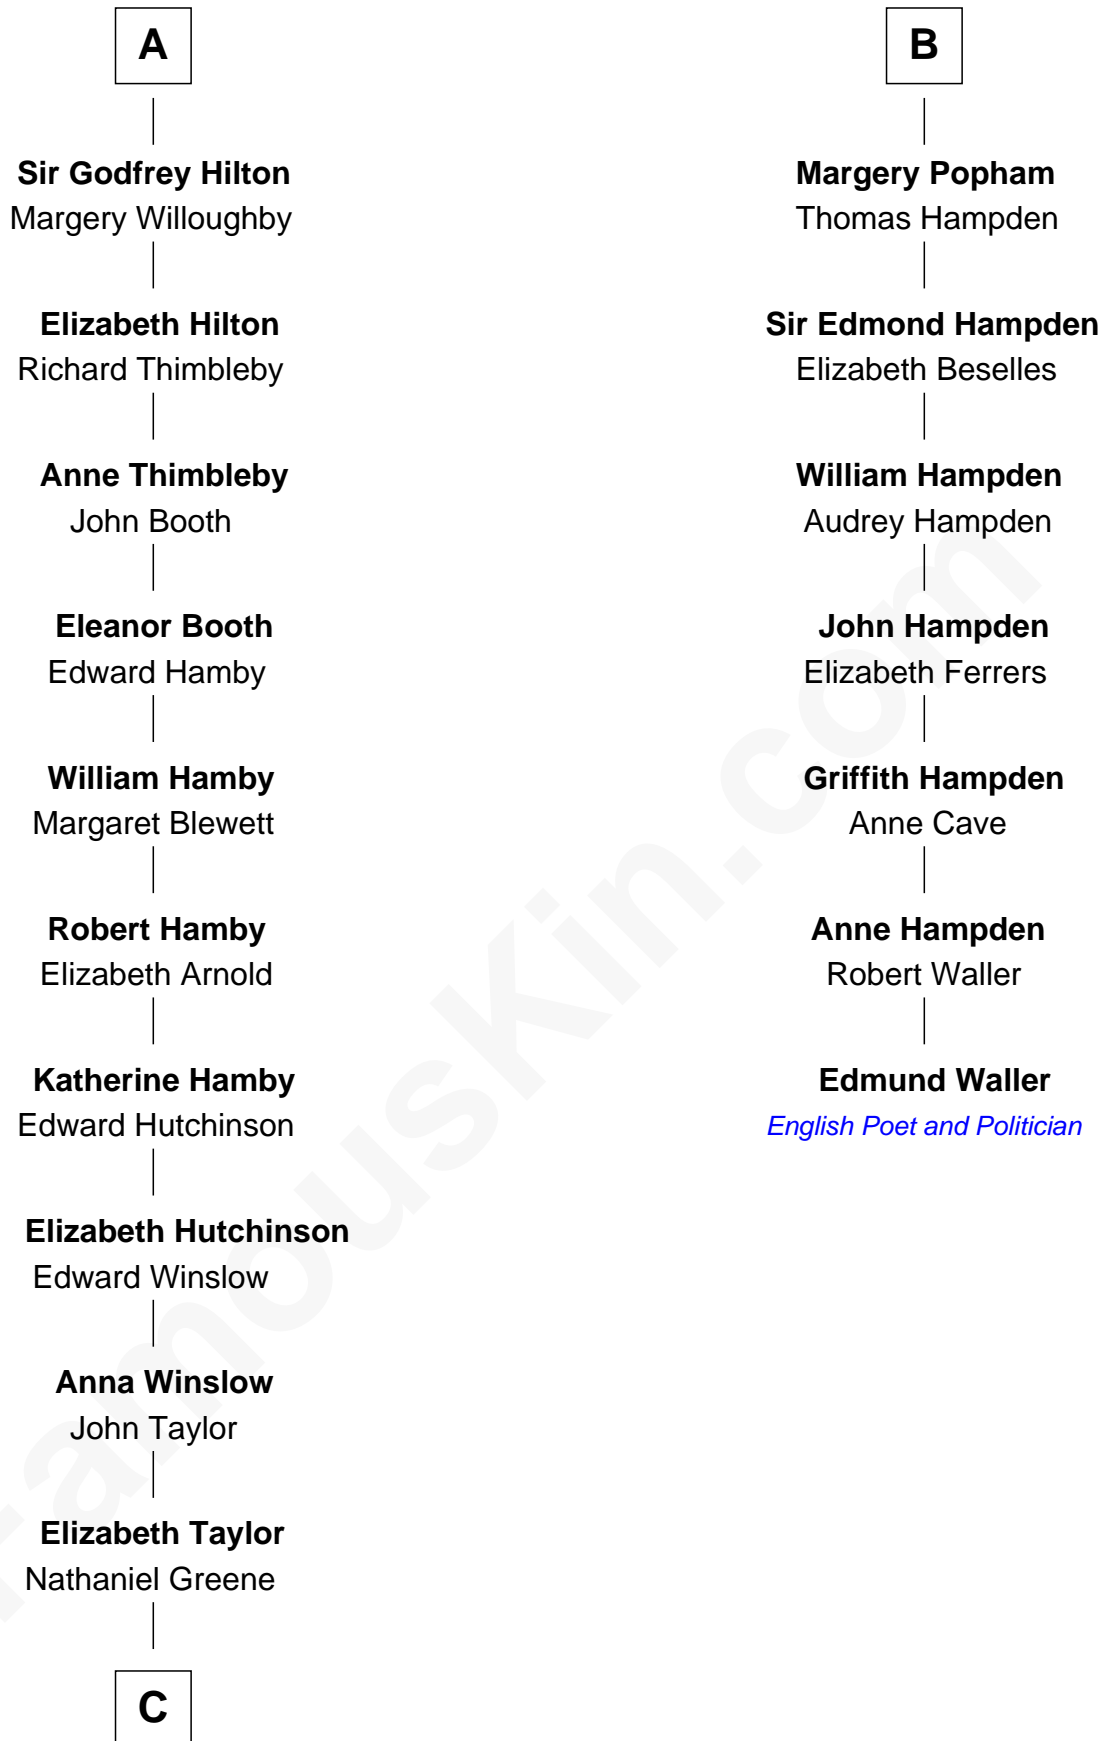 A
Sir Godfrey Hilton
Margery Willoughby
Elizabeth Hilton
Richard Thimbleby
Anne Thimbleby
John Booth
Eleanor Booth
Edward Hamby
William Hamby
Margaret Blewett
Robert Hamby
Elizabeth Arnold
Katherine Hamby
Edward Hutchinson
Elizabeth Hutchinson
Edward Winslow
Anna Winslow
John Taylor
Elizabeth Taylor
Nathaniel Greene
C
B
Margery Popham
Thomas Hampden
Sir Edmond Hampden
Elizabeth Beselles
William Hampden
Audrey Hampden
John Hampden
Elizabeth Ferrers
Griffith Hampden
Anne Cave
Anne Hampden
Robert Waller
Edmund Waller
English Poet and Politician
FamousKin.com